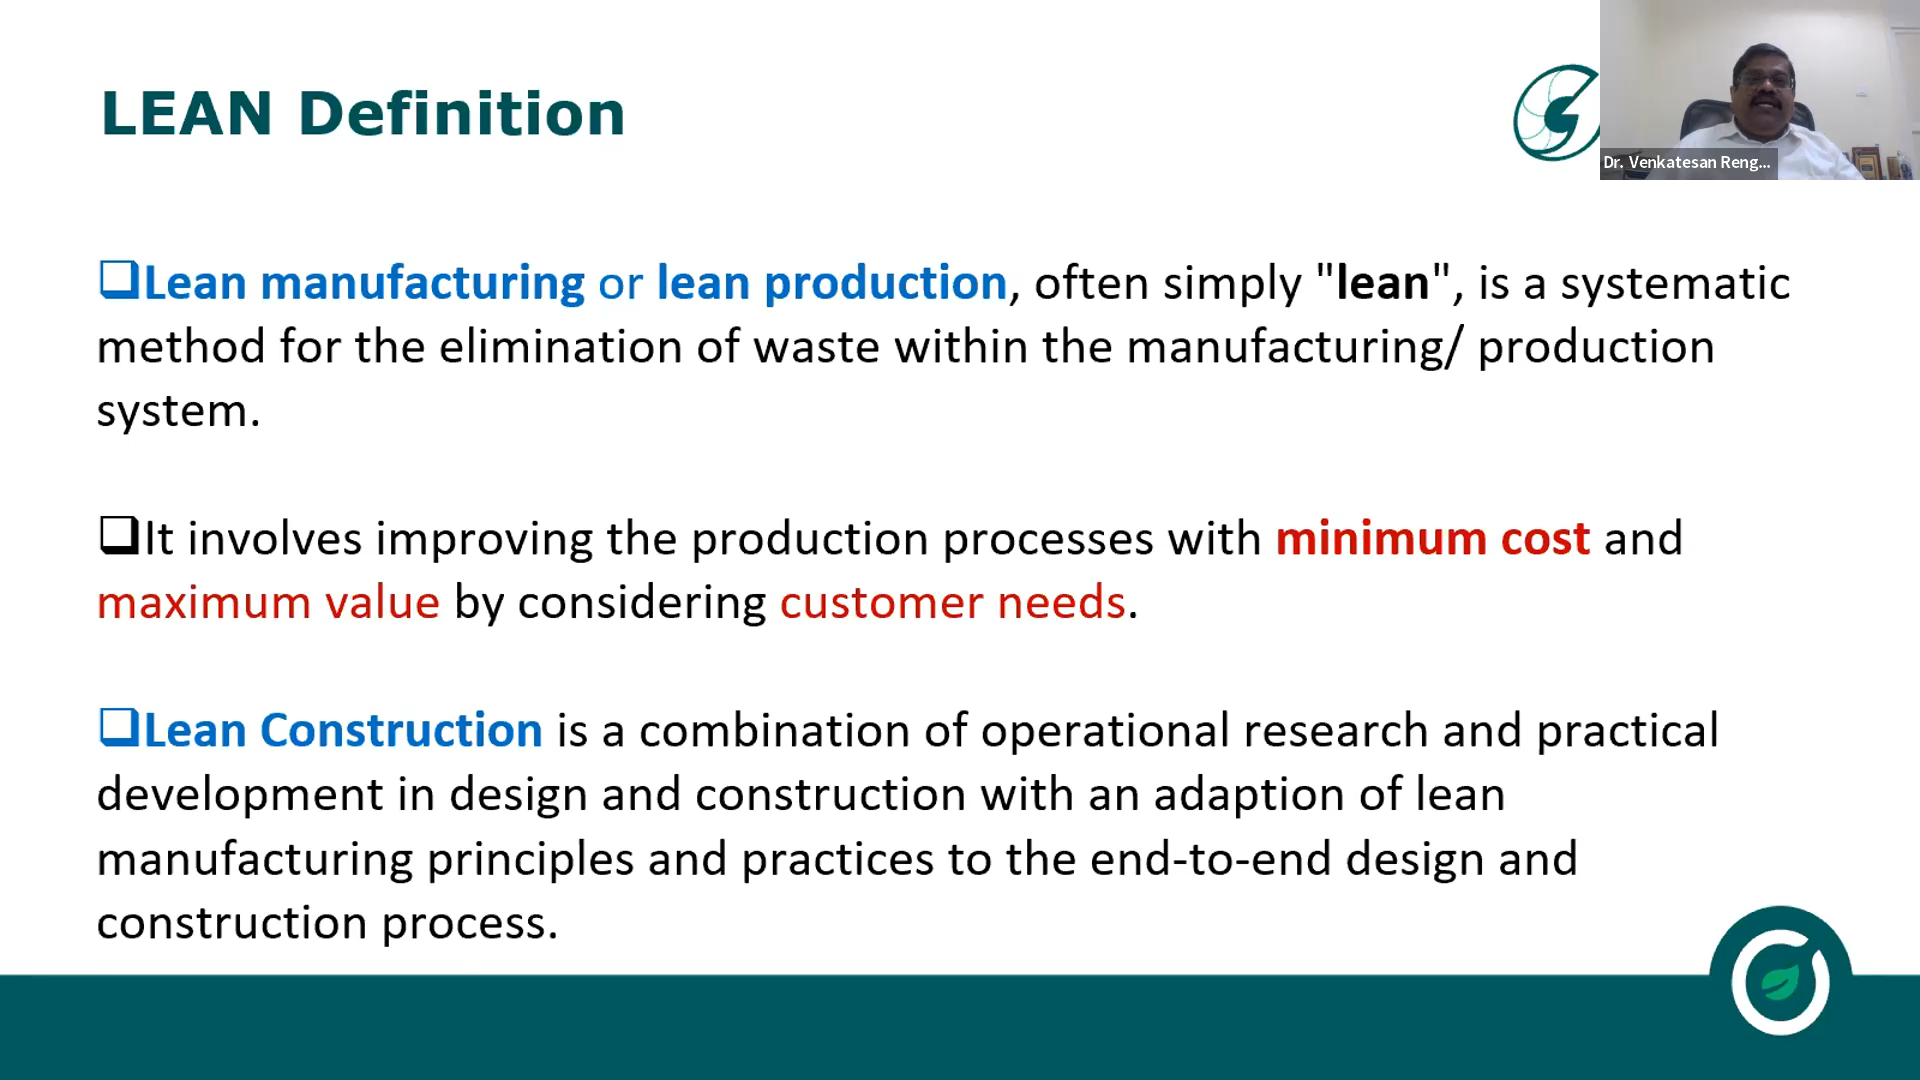 LEAN Definition
Dr. Venkatesan Reng...
❑Lean manufacturing or lean production, often simply "lean", is a systematic
method for the elimination of waste within the manufacturing/ production
system.
❑It involves improving the production processes with minimum cost and
maximum value by considering customer needs.
❑Lean Construction is a combination of operational research and practical
development in design and construction with an adaption of lean
manufacturing principles and practices to the end-to-end design and
construction process.